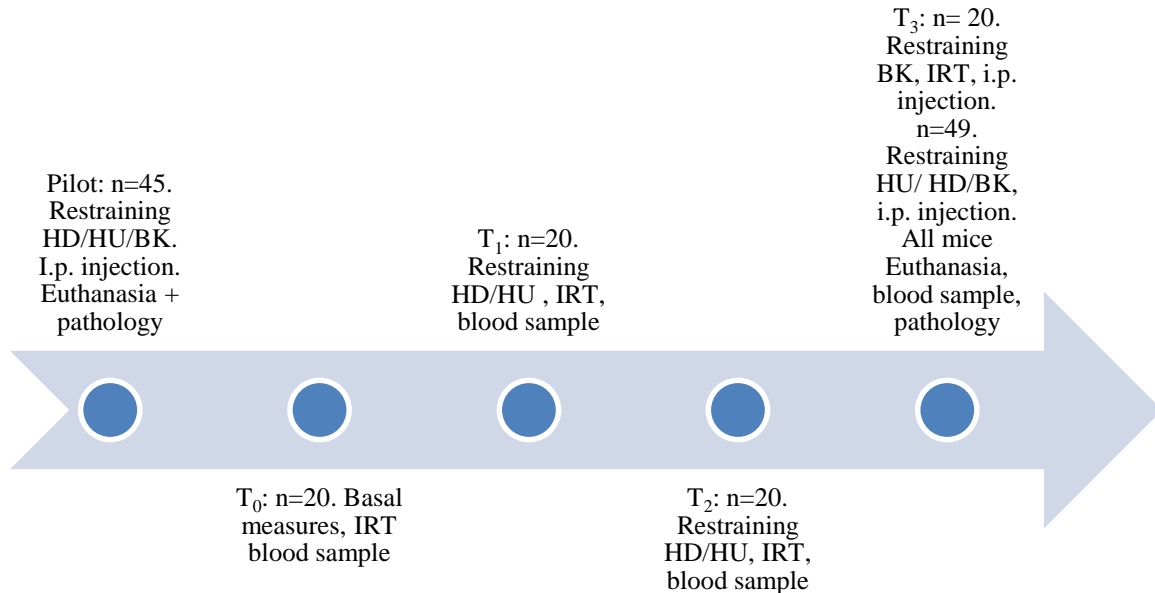 Pilot: n=45.
Restraining
HD/HU/BK.
I.p. injection.
Euthanasia +
pathology
T₀: n=20. Basal
measures, IRT
blood sample
T₁: n=20.
Restraining
HD/HU , IRT,
blood sample
T₂: n=20.
Restraining
HD/HU, IRT,
blood sample
T₃: n= 20.
Restraining
BK, IRT, i.p.
injection.
n=49.
Restraining
HU/ HD/BK,
i.p. injection.
All mice
Euthanasia,
blood sample,
pathology